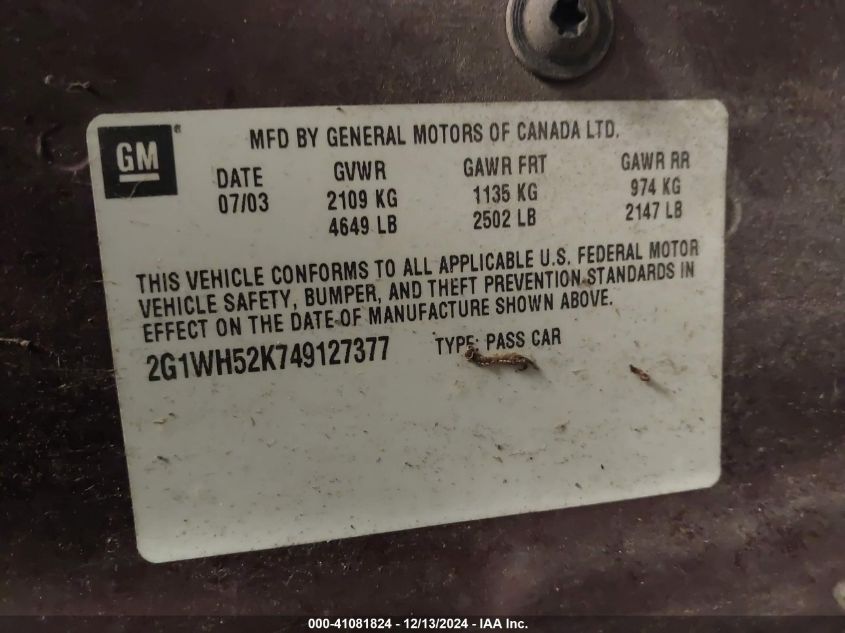 GM®
MFD BY GENERAL MOTORS OF CANADA LTD.
DATE GVWR GAWR FRT GAWR RR
07/03 2109 KG 1135 KG 974 KG
4649 LB 2502 LB 2147 LB
THIS VEHICLE CONFORMS TO ALL APPLICABLE U.S. FEDERAL MOTOR
VEHICLE SAFETY, BUMPER, AND THEFT PREVENTION STANDARDS IN
EFFECT ON THE DATE OF MANUFACTURE SHOWN ABOVE.
2G1WH52K749127377 TYPE: PASS CAR
000-41081824 - 12/13/2024 - IAA Inc.